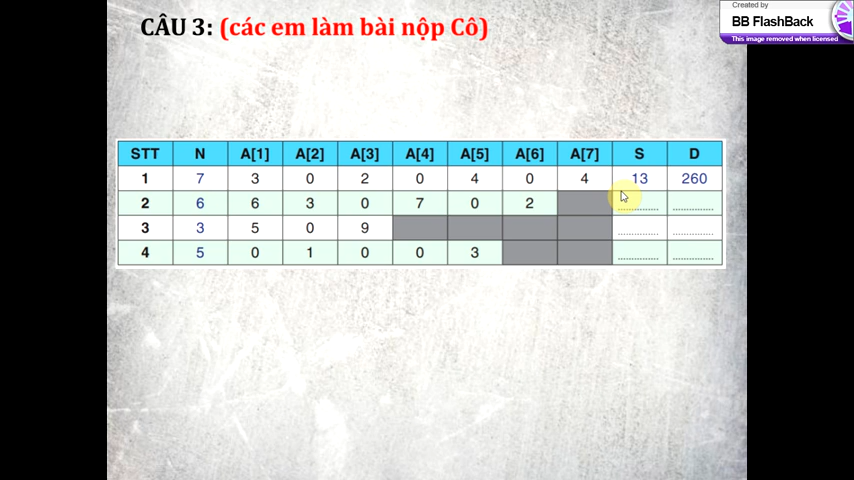 Created by
BB FlashBack
This image removed when licensed
CÂU 3: (các em làm bài nộp Cô)
STT N A[1] A[2] A[3] A[4] A[5] A[6] A[7] S D
1 7 3 0 2 0 4 0 4 13 260
2 6 6 3 0 7 0 2 .............. ..............
3 3 5 0 9 .............. ..............
4 5 0 1 0 0 3 .............. ..............